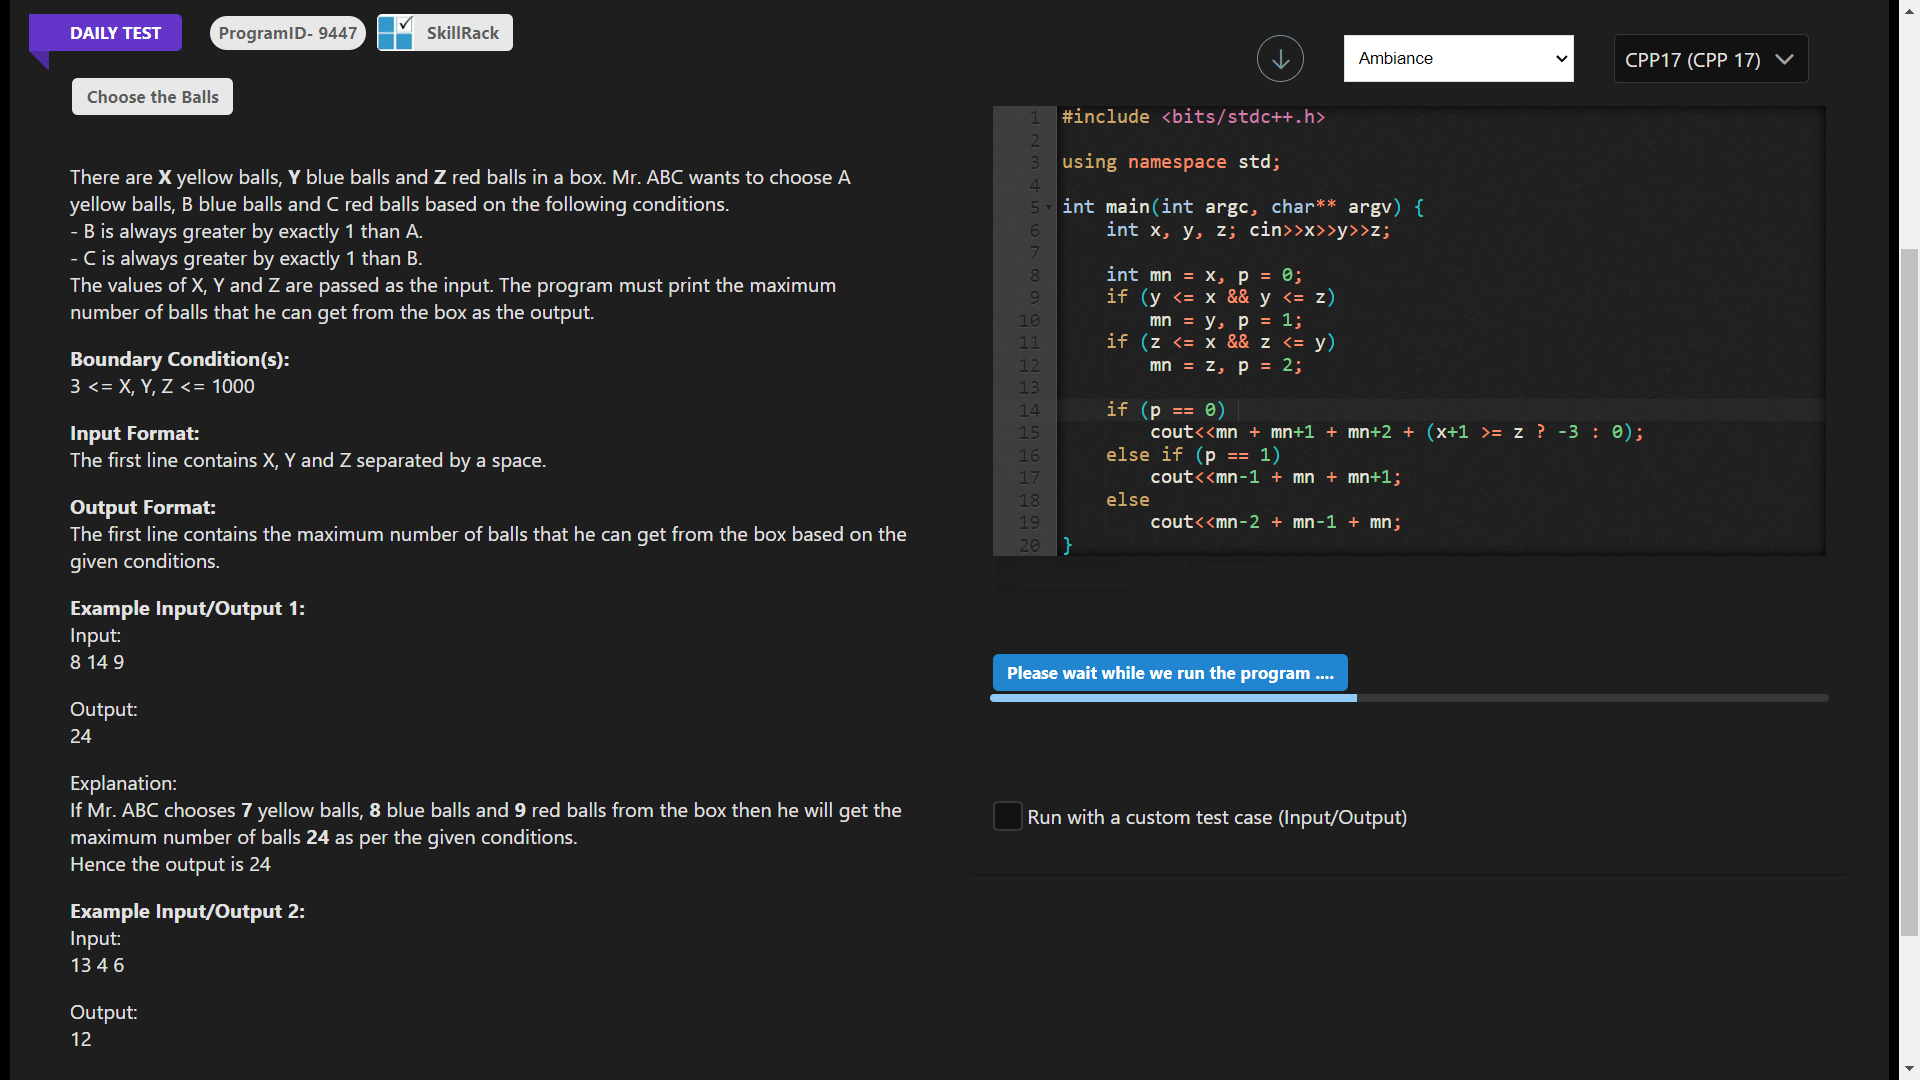 DAILY TEST
ProgramID- 9447
SkillRack
Choose the Balls
There are X yellow balls, Y blue balls and Z red balls in a box. Mr. ABC wants to choose A
yellow balls, B blue balls and C red balls based on the following conditions.
- B is always greater by exactly 1 than A.
- C is always greater by exactly 1 than B.
The values of X, Y and Z are passed as the input. The program must print the maximum
number of balls that he can get from the box as the output.
Boundary Condition(s):
3 <= X, Y, Z <= 1000
Input Format:
The first line contains X, Y and Z separated by a space.
Output Format:
The first line contains the maximum number of balls that he can get from the box based on the
given conditions.
Example Input/Output 1:
Input:
8 14 9
Output:
24
Explanation:
If Mr. ABC chooses 7 yellow balls, 8 blue balls and 9 red balls from the box then he will get the
maximum number of balls 24 as per the given conditions.
Hence the output is 24
Example Input/Output 2:
Input:
13 4 6
Output:
12
Ambiance
CPP17 (CPP 17)
1 #include <bits/stdc++.h>
2
3 using namespace std;
4
5 int main(int argc, char** argv) {
6     int x, y, z; cin>>x>>y>>z;
7
8     int mn = x, p = 0;
9     if (y <= x && y <= z)
10         mn = y, p = 1;
11     if (z <= x && z <= y)
12         mn = z, p = 2;
13
14     if (p == 0)
15         cout<<mn + mn+1 + mn+2 + (x+1 >= z ? -3 : 0);
16     else if (p == 1)
17         cout<<mn-1 + mn + mn+1;
18     else
19         cout<<mn-2 + mn-1 + mn;
20 }
Please wait while we run the program ....
Run with a custom test case (Input/Output)